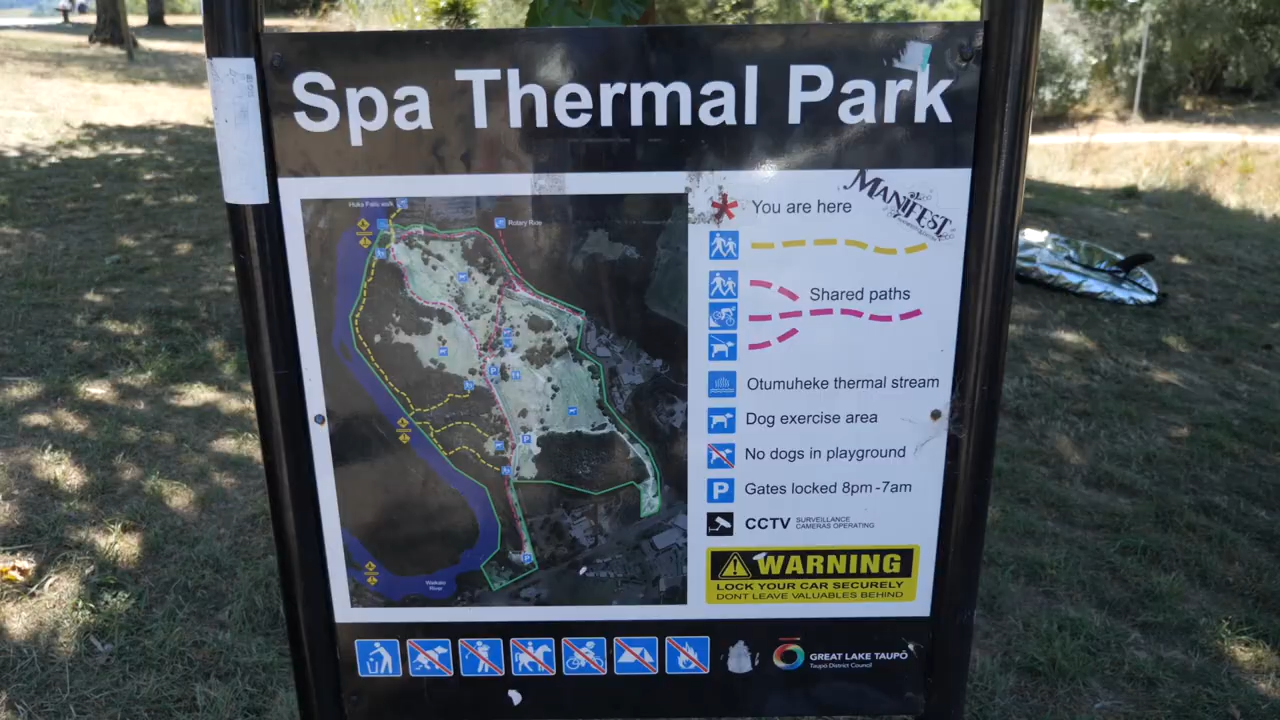 Spa Thermal Park
Huka Falls walk
Rotary Ride
Waikato
River
P
P
P
You are here
MANIFEST
Shared paths
Otumuheke thermal stream
Dog exercise area
No dogs in playground
P Gates locked 8pm-7am
CCTV SURVEILLANCE
CAMERAS OPERATING
WARNING
LOCK YOUR CAR SECURELY
DONT LEAVE VALUABLES BEHIND
GREAT LAKE TAUPŌ
Taupō District Council